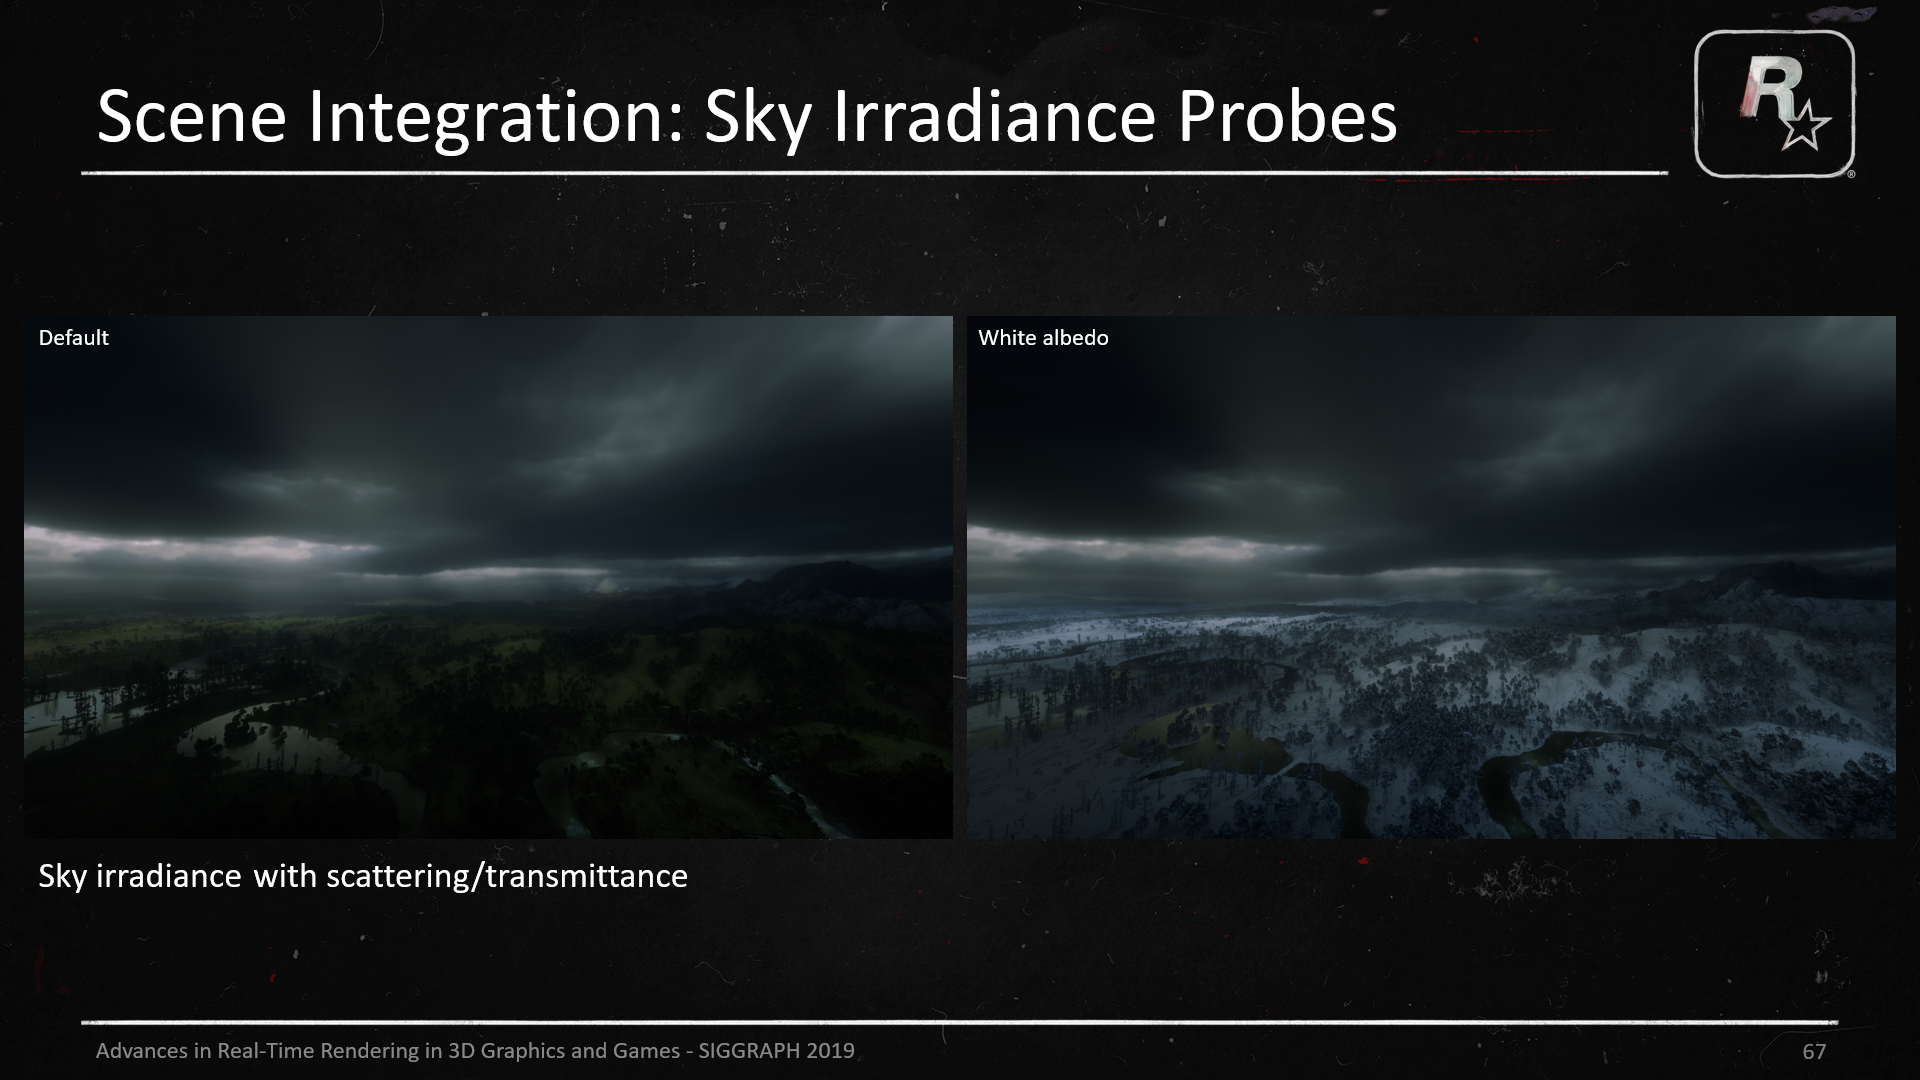 Scene Integration: Sky Irradiance Probes
R
®
Default
White albedo
Sky irradiance with scattering/transmittance
Advances in Real-Time Rendering in 3D Graphics and Games - SIGGRAPH 2019
67